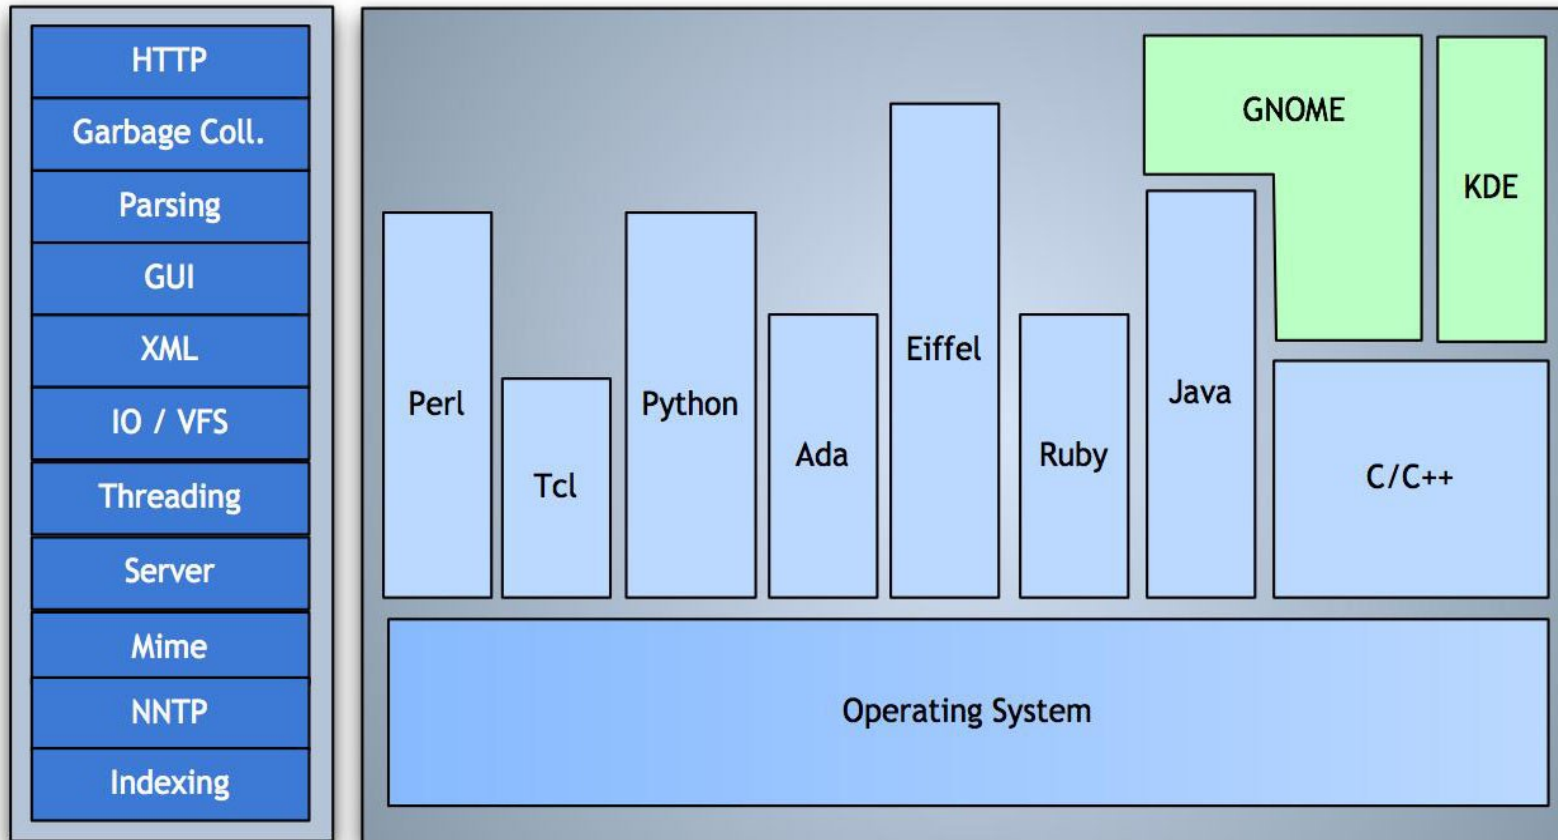 HTTP
Garbage Coll.
Parsing
GUI
XML
IO / VFS
Threading
Server
Mime
NNTP
Indexing
GNOME
KDE
Perl
Tcl
Python
Ada
Eiffel
Ruby
Java
C/C++
Operating System